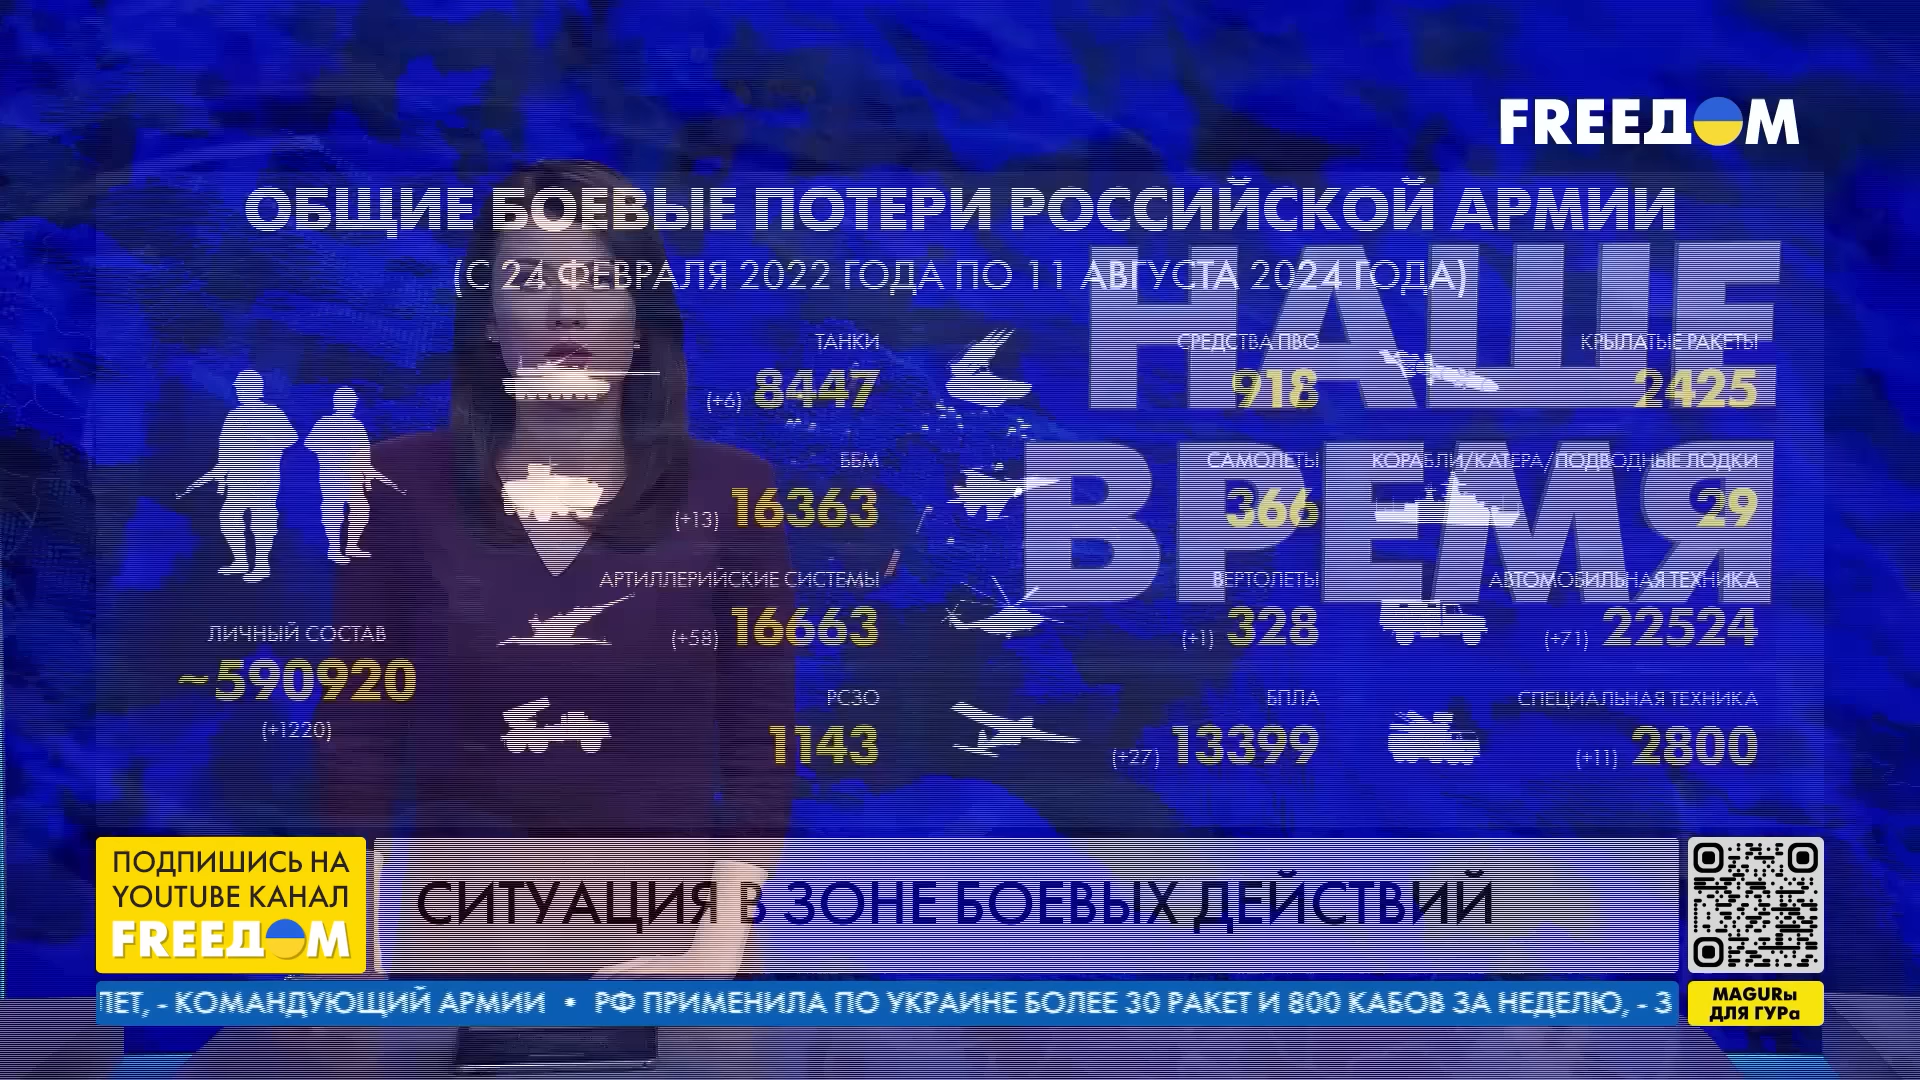 FREEДОМ
ОБЩИЕ БОЕВЫЕ ПОТЕРИ РОССИЙСКОЙ АРМИИ
(С 24 ФЕВРАЛЯ 2022 ГОДА ПО 11 АВГУСТА 2024 ГОДА)
НАШЕ
ВРЕМЯ
ЛИЧНЫЙ СОСТАВ
~590920
(+1220)
ТАНКИ
(+6) 8447
ББМ
(+13) 16363
АРТИЛЛЕРИЙСКИЕ СИСТЕМЫ
(+58) 16663
РСЗО
1143
СРЕДСТВА ПВО
918
САМОЛЕТЫ
366
ВЕРТОЛЕТЫ
(+1) 328
БПЛА
(+27) 13399
КРЫЛАТЫЕ РАКЕТЫ
2425
КОРАБЛИ/КАТЕРА/ПОДВОДНЫЕ ЛОДКИ
29
АВТОМОБИЛЬНАЯ ТЕХНИКА
(+71) 22524
СПЕЦИАЛЬНАЯ ТЕХНИКА
(+11) 2800
ПОДПИШИСЬ НА
YOUTUBE КАНАЛ
FREEДОМ
СИТУАЦИЯ В ЗОНЕ БОЕВЫХ ДЕЙСТВИЙ
ЛЕТ, - КОМАНДУЮЩИЙ АРМИИ • РФ ПРИМЕНИЛА ПО УКРАИНЕ БОЛЕЕ 30 РАКЕТ И 800 КАБОВ ЗА НЕДЕЛЮ, - З
MAGURы
ДЛЯ ГУРа